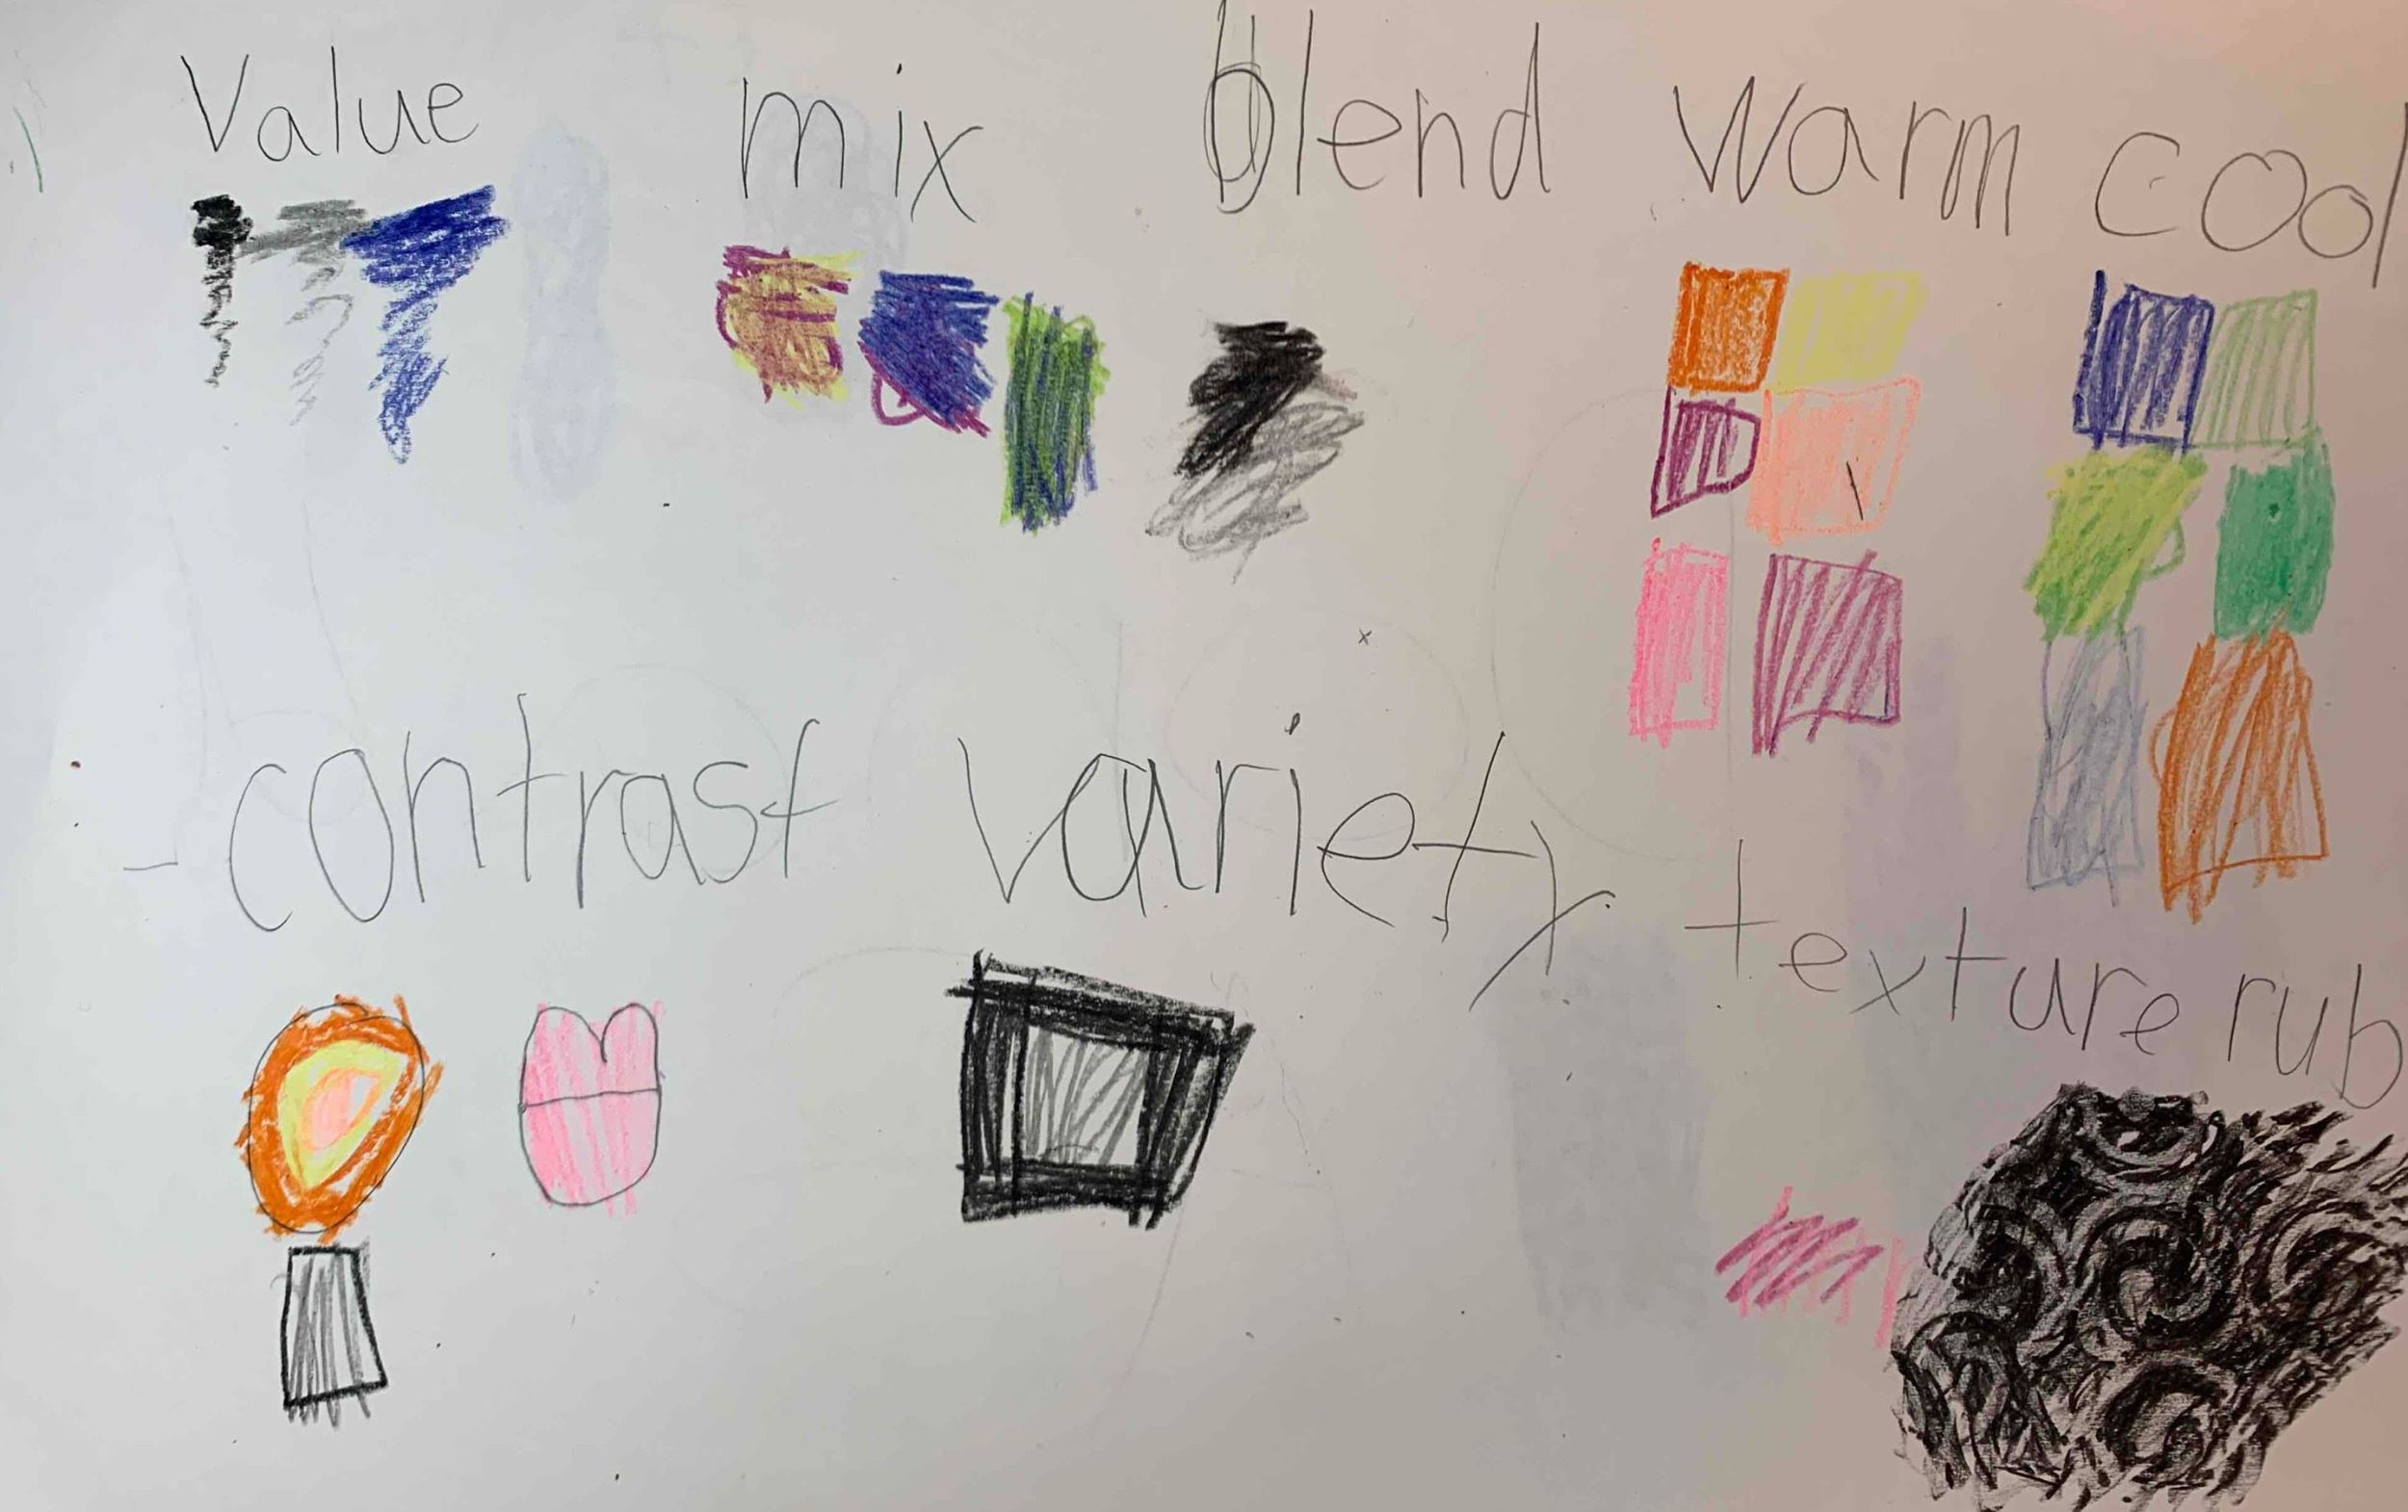 Value mix blend warm cool
contrast variety texture rub